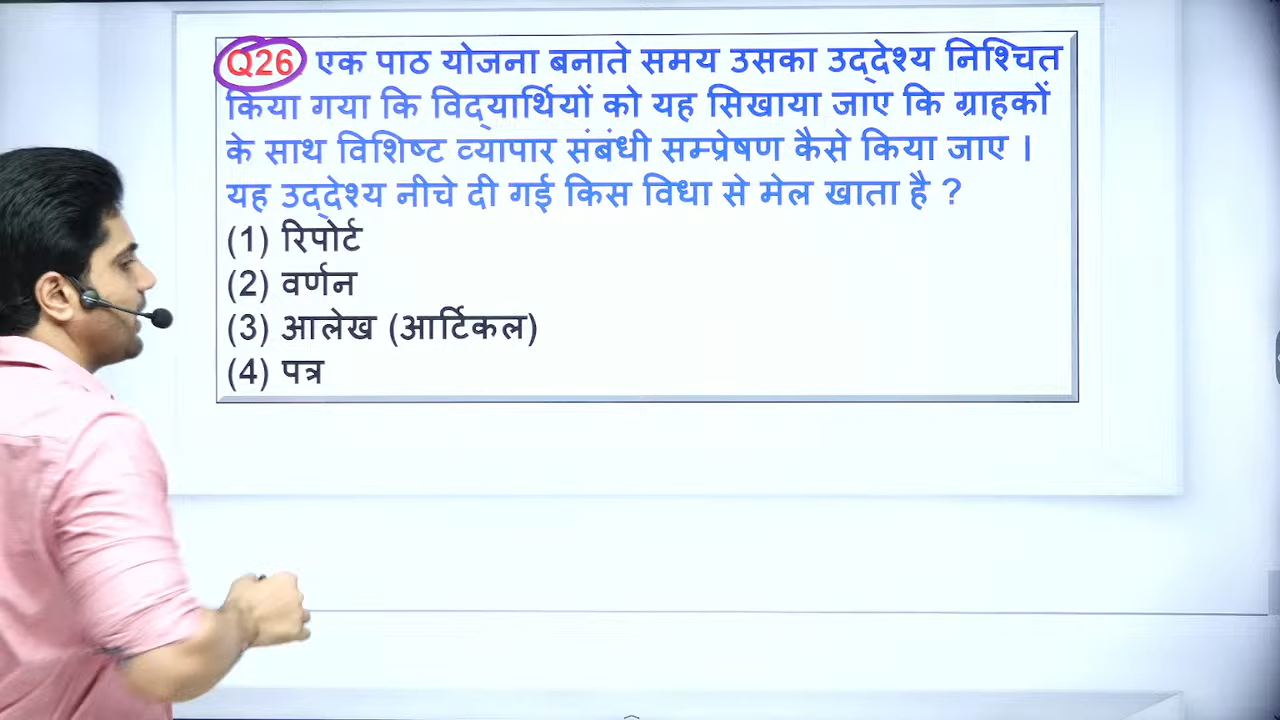 Q26 एक पाठ योजना बनाते समय उसका उद्देश्य निश्चित
किया गया कि विद्यार्थियों को यह सिखाया जाए कि ग्राहकों
के साथ विशिष्ट व्यापार संबंधी सम्प्रेषण कैसे किया जाए ।
यह उद्देश्य नीचे दी गई किस विधा से मेल खाता है ?
(1) रिपोर्ट
(2) वर्णन
(3) आलेख (आर्टिकल)
(4) पत्र